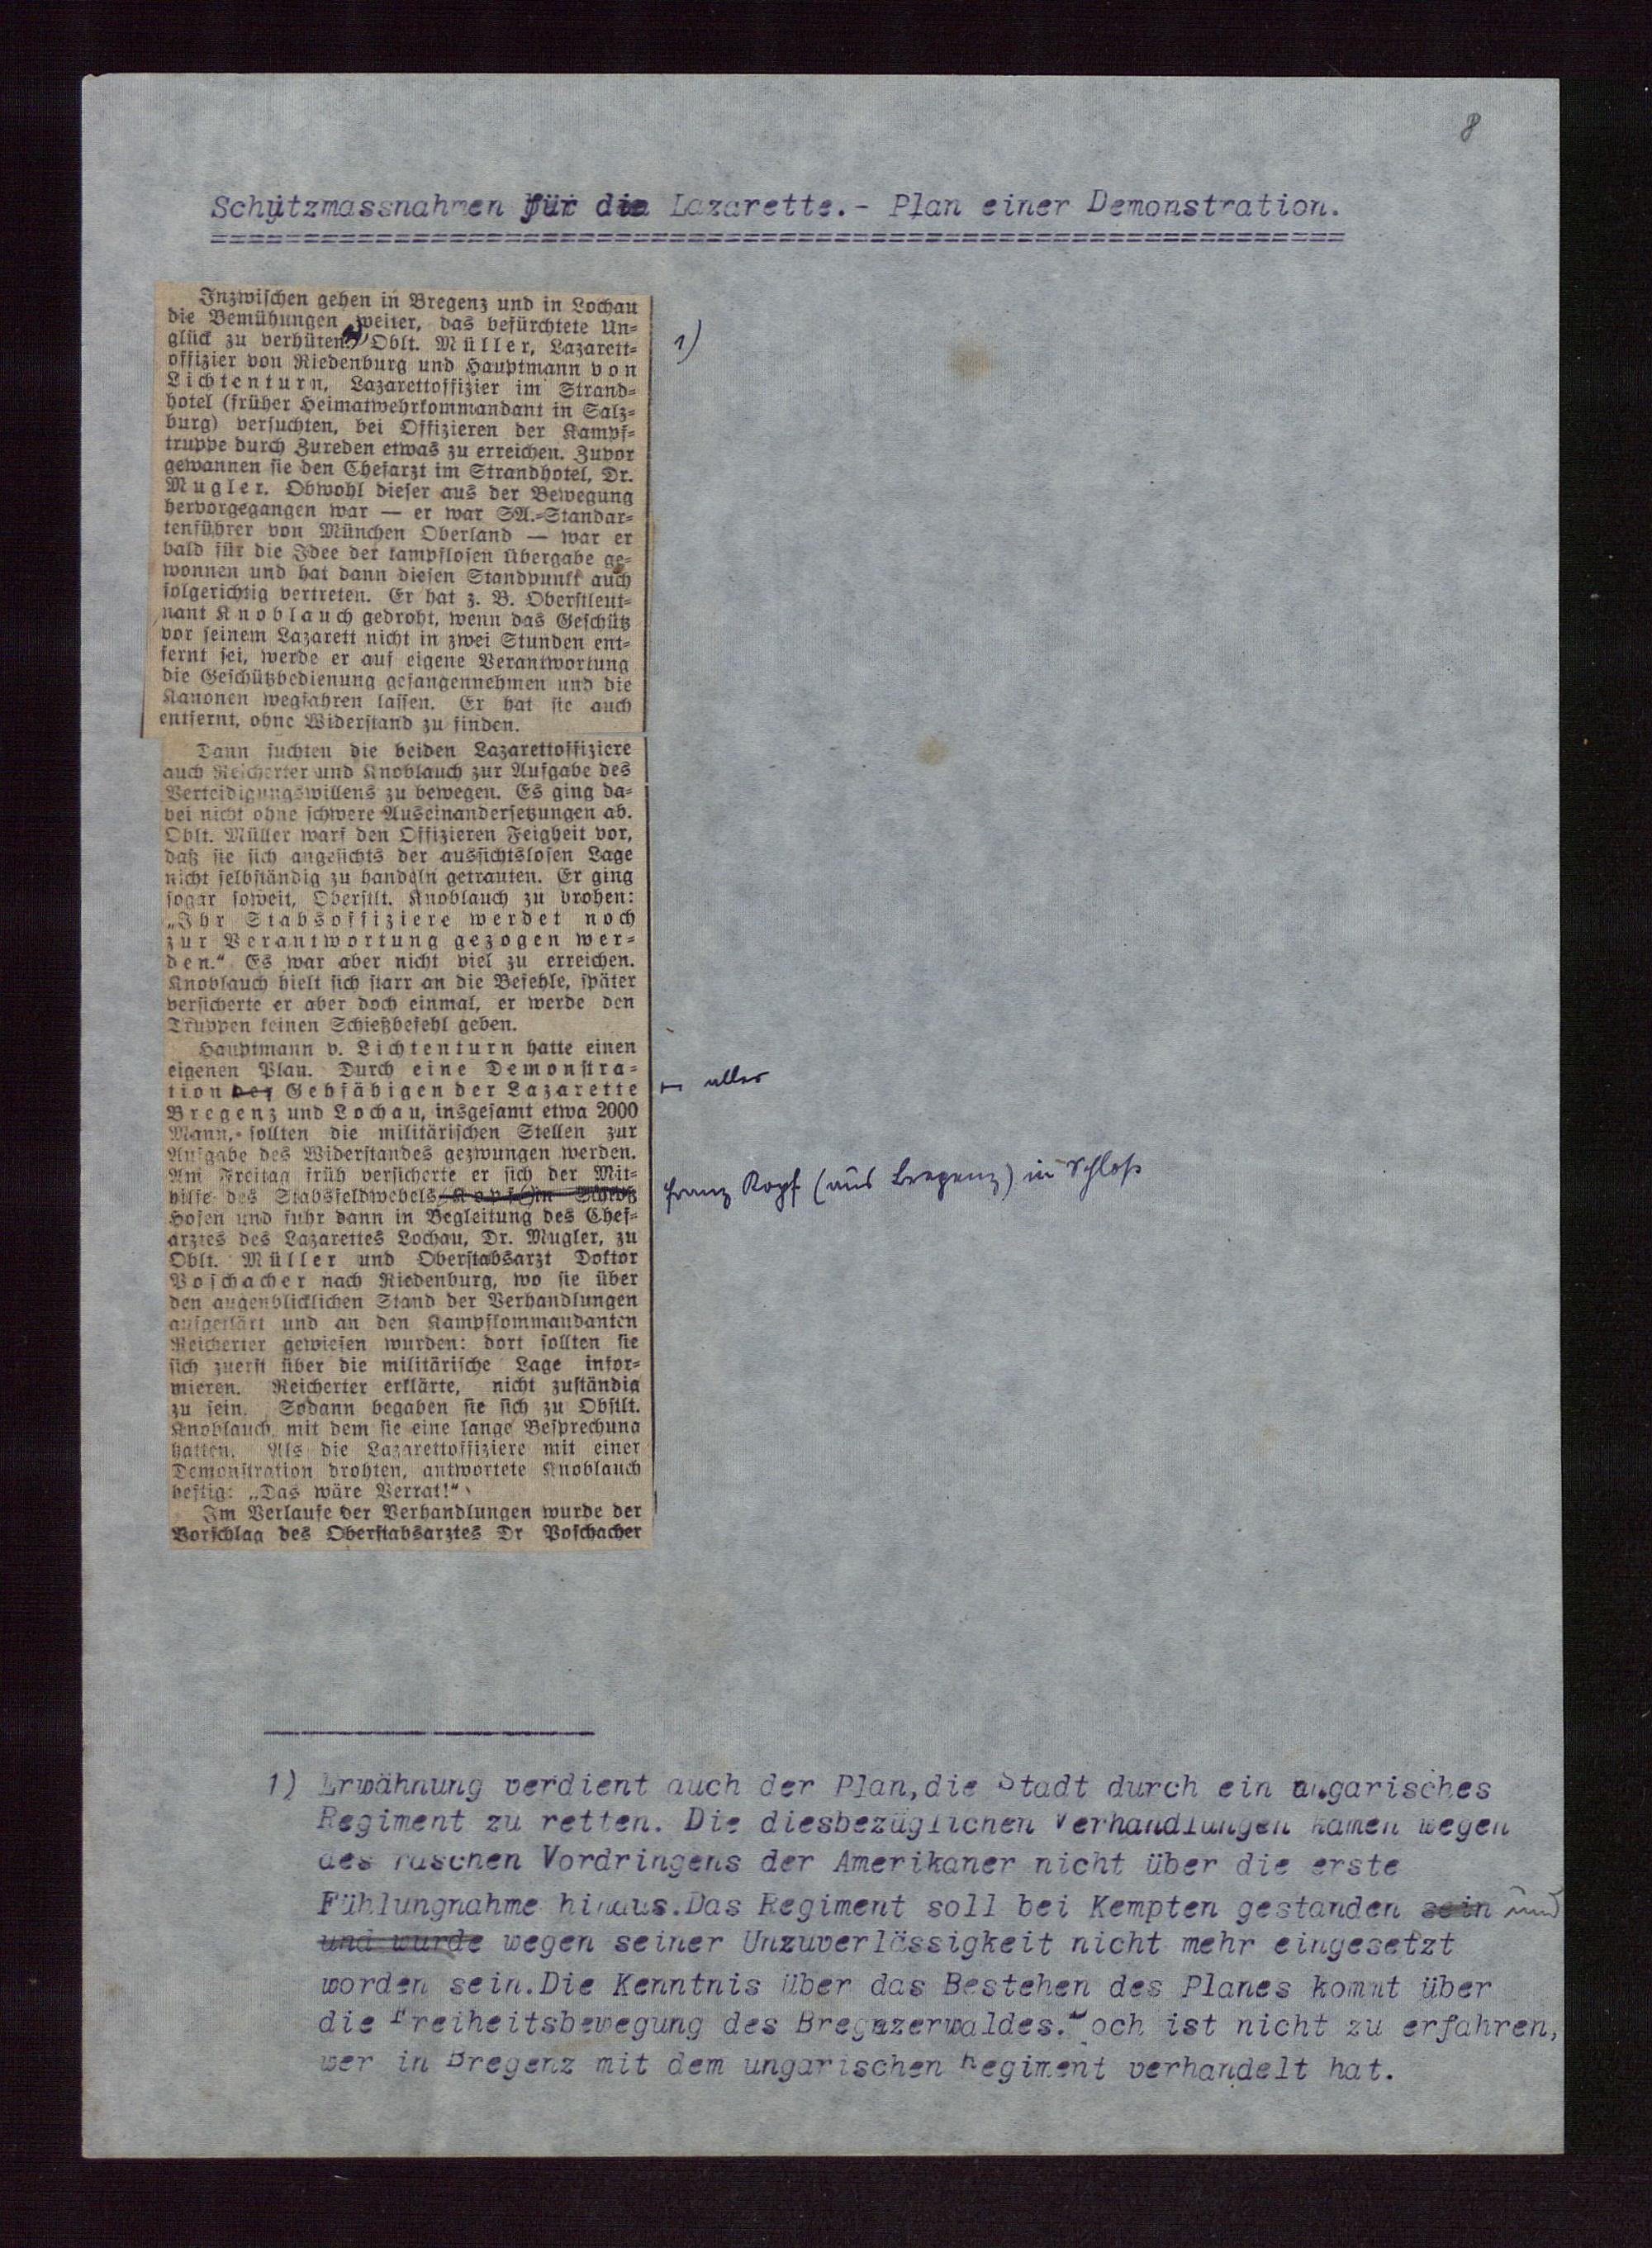 8
Schützmassnahmen für die Lazarette.- Plan einer Demonstration.
Inzwischen gehen in Bregenz und in Lochau
die Bemühungen weiter, das befürchtete Un-
glück zu verhüten. Oblt. Müller, Lazarett-
1)
offizier von Riedenburg und Hauptmann von
Lichtenturn, Lazarettoffizier im Strand-
hotel (früher Heimatwehrkommandant in Salz-
burg) versuchten, bei Offizieren der Kampf-
truppe durch Zureden etwas zu erreichen. Zuvor
gewannen sie den Chefarzt im Strandhotel, Dr.
Mugler. Obwohl dieser aus der Bewegung
hervorgegangen war — er war SA.-Standar-
tenführer von München Oberland — war er
bald für die Idee der kampflosen Übergabe ge-
wonnen und hat dann diesen Standpunkt auch
folgerichtig vertreten. Er hat z. B. Oberstleut-
nant Knoblauch gedroht, wenn das Geschütz
vor seinem Lazarett nicht in zwei Stunden ent-
fernt sei, werde er auf eigene Verantwortung
die Geschützbedienung gefangennehmen und die
Kanonen wegfahren lassen. Er hat sie auch
entfernt, ohne Widerstand zu finden.
Dann suchten die beiden Lazarettoffiziere
auch Reicherter und Knoblauch zur Aufgabe des
Verteidigungswillens zu bewegen. Es ging da-
bei nicht ohne schwere Auseinandersetzungen ab.
Oblt. Müller warf den Offizieren Feigheit vor,
daß sie sich angesichts der aussichtslosen Lage
nicht selbständig zu handeln getrauten. Er ging
sogar soweit, Oberstlt. Knoblauch zu drohen:
„Ihr Stabsoffiziere werdet noch
zur Verantwortung gezogen wer-
den.“ Es war aber nicht viel zu erreichen.
Knoblauch hielt sich starr an die Befehle, später
versicherte er aber doch einmal, er werde den
Truppen keinen Schießbefehl geben.
Hauptmann v. Lichtenturn hatte einen
eigenen Plan. Durch eine Demonstra-
tion der Gehfähigen der Lazarette
aller
Bregenz und Lochau, insgesamt etwa 2000
Mann, sollten die militärischen Stellen zur
Aufgabe des Widerstandes gezwungen werden.
Am Freitag früh versicherte er sich der Mit-
hilfe des Stabsfeldwebels Kopf in Schloß
Franz Kopf (aus Bregenz) in Schloß
Hofen und fuhr dann in Begleitung des Chef-
arztes des Lazarettes Lochau, Dr. Mugler, zu
Oblt. Müller und Oberstabsarzt Doktor
Poschacher nach Riedenburg, wo sie über
den augenblicklichen Stand der Verhandlungen
aufgeklärt und an den Kampfkommandanten
Reicherter gewiesen wurden: dort sollten sie
sich zuerst über die militärische Lage infor-
mieren. Reicherter erklärte, nicht zuständig
zu sein. Sodann begaben sie sich zu Obstlt.
Knoblauch, mit dem sie eine lange Besprechung
hatten. Als die Lazarettoffiziere mit einer
Demonstration drohten, antwortete Knoblauch
heftig: „Das wäre Verrat!“
Im Verlaufe der Verhandlungen wurde der
Vorschlag des Oberstabsarztes Dr Poschacher
1) Erwähnung verdient auch der Plan,die Stadt durch ein ungarisches
Regiment zu retten. Die diesbezüglichen Verhandlungen kamen wegen
des raschen Vordringens der Amerikaner nicht über die erste
Fühlungnahme hinaus.Das Regiment soll bei Kempten gestanden sein und
und wurde wegen seiner Unzuverlässigkeit nicht mehr eingesetzt
worden sein.Die Kenntnis über das Bestehen des Planes kommt über
die Freiheitsbewegung des Bregnzerwaldes. Doch ist nicht zu erfahren,
wer in Bregenz mit dem ungarischen Regiment verhandelt hat.